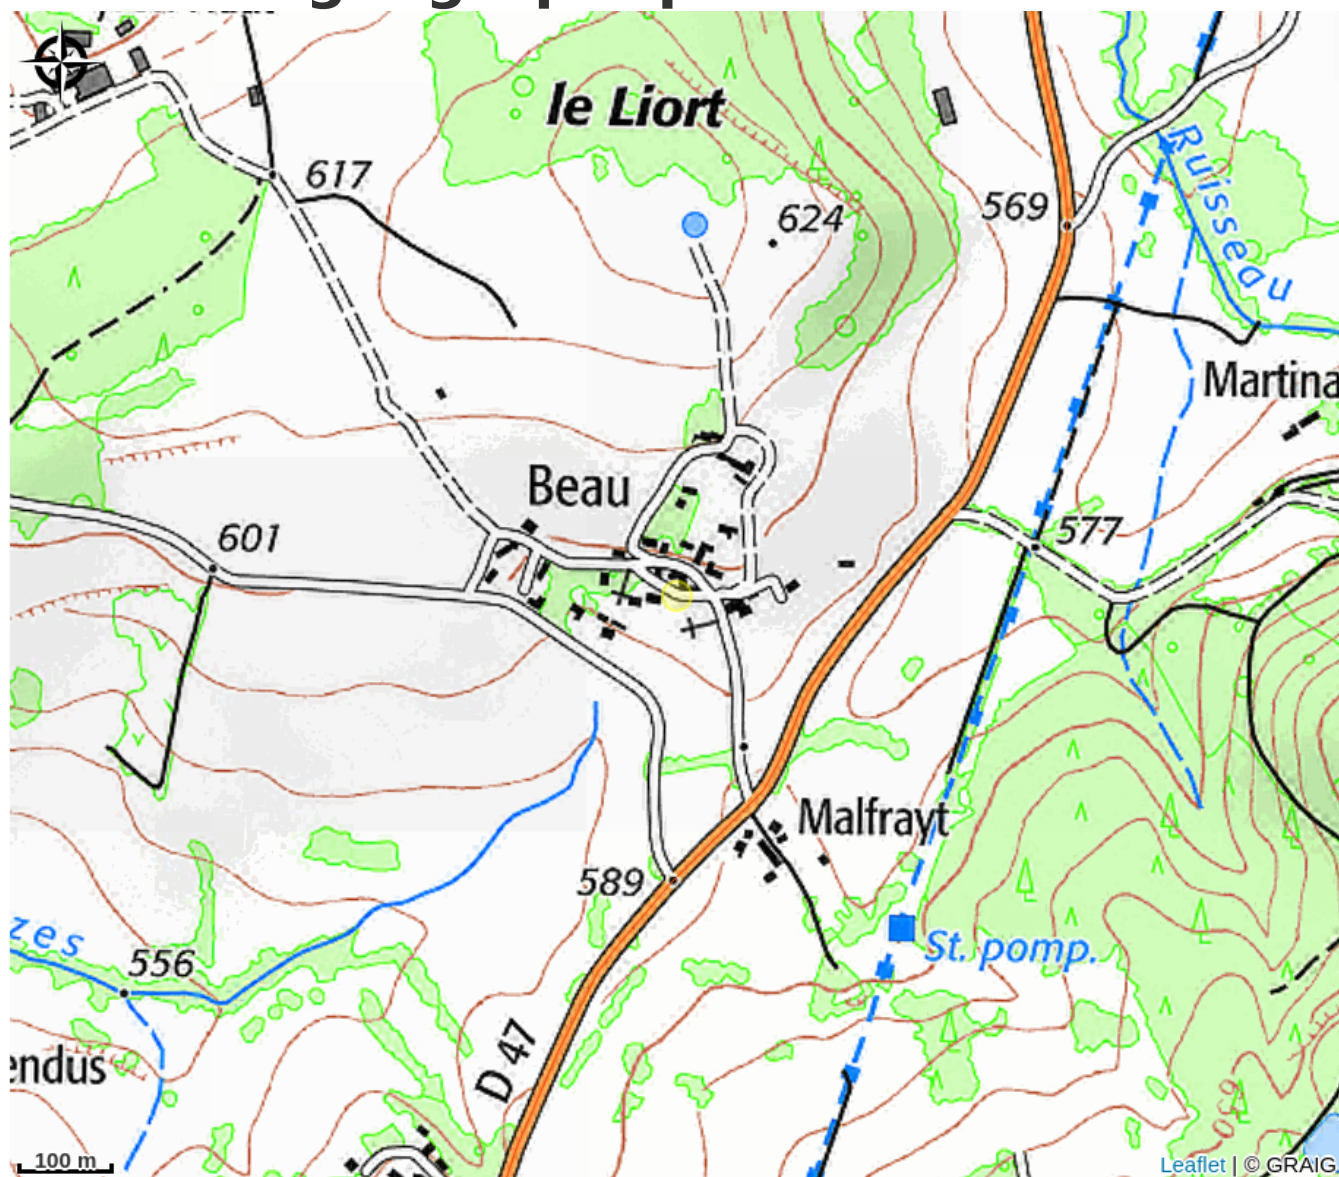 le Liort
617
624
569
Ruisseau
Martina
Beau
577
601
Malfrayt
589
St. pomp.
zes
556
D 47
endus
630
100 m
Leaflet | © GRAIG